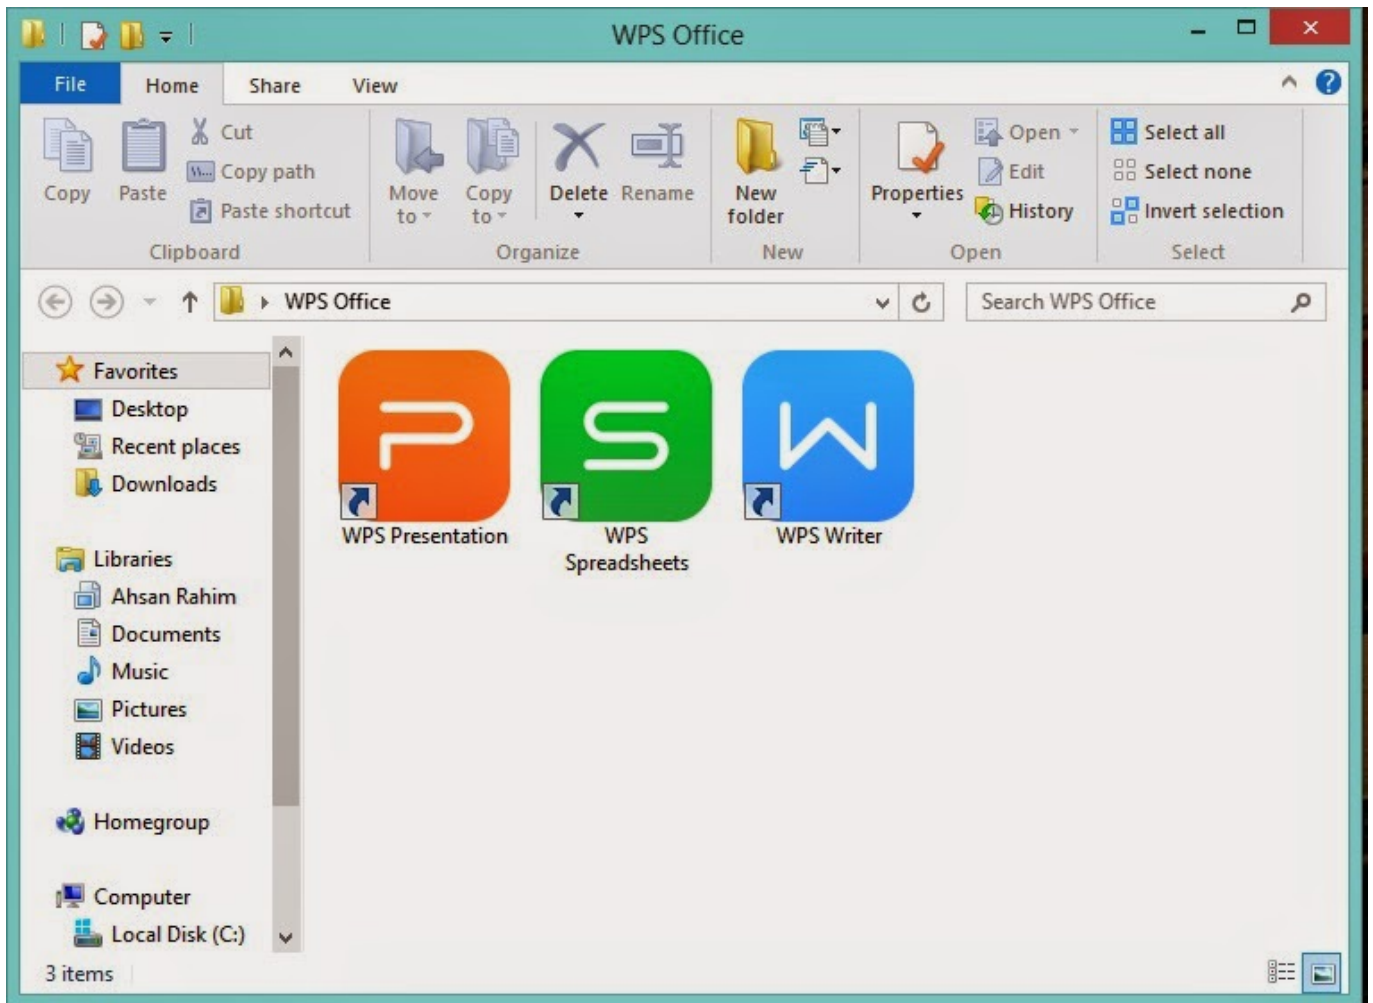 WPS Office
File Home Share View
Copy
Paste
Cut
Copy path
Paste shortcut
Clipboard
Move
to
Copy
to
Delete
Rename
Organize
New
folder
New
Properties
Open
Edit
History
Open
Select all
Select none
Invert selection
Select
WPS Office
Search WPS Office
Favorites
Desktop
Recent places
Downloads
Libraries
Ahsan Rahim
Documents
Music
Pictures
Videos
Homegroup
Computer
Local Disk (C:)
P
WPS Presentation
S
WPS
Spreadsheets
W
WPS Writer
3 items